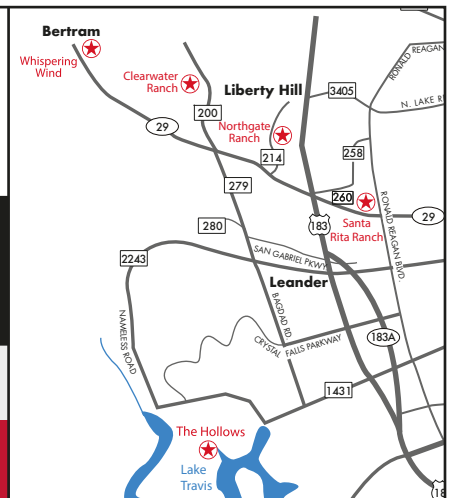 Bertram
Whispering
Wind
Clearwater
Ranch
Liberty Hill
RONALD REAGAN
3405
N. LAKE
200
29
Northgate
Ranch
258
214
279
260
RONALD REAGAN BLVD.
29
183
Santa
Rita Ranch
280
SAN GABRIEL PKWY
2243
Leander
NAMELESS ROAD
BAGDAD RD
183A
CRYSTAL FALLS PARKWAY
1431
The Hollows
Lake
Travis